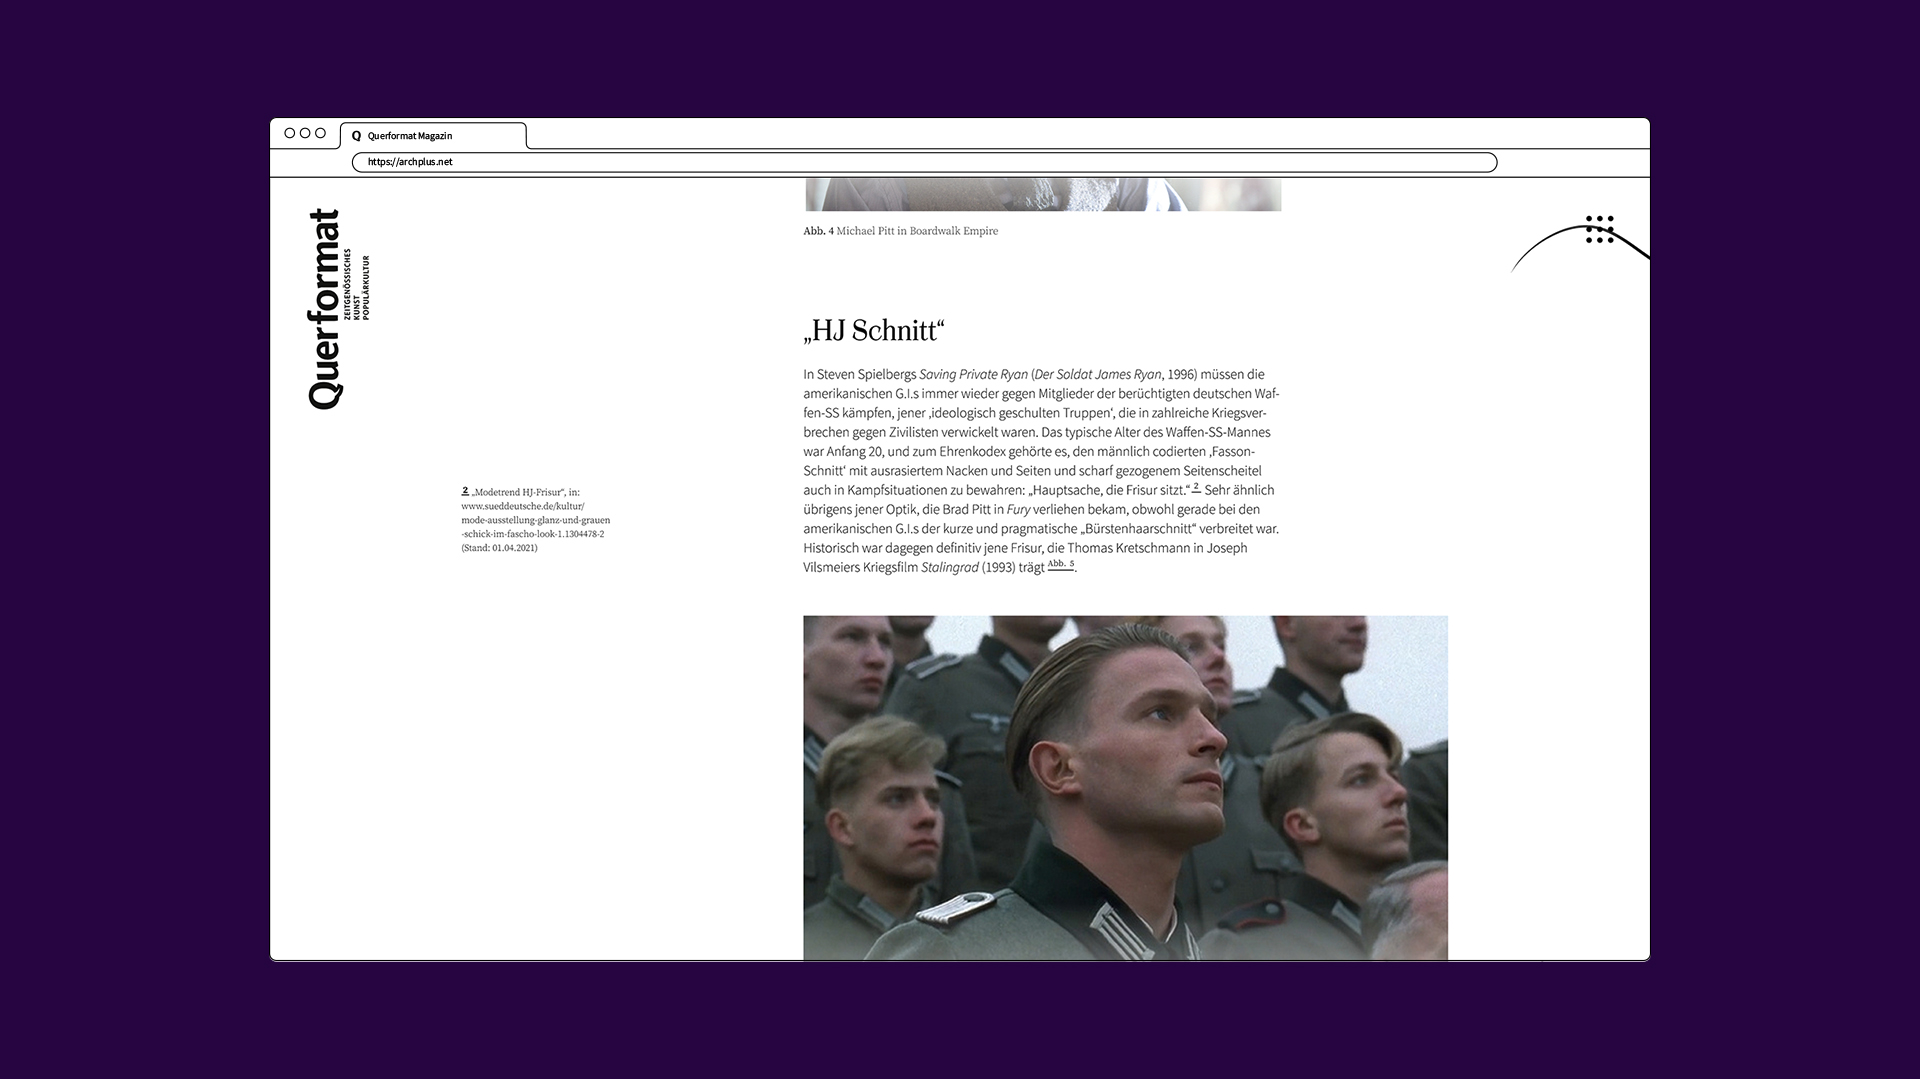 Q Querformat Magazin
https://archplus.net
Querformat
ZEITGENÖSSISCHES
KUNST
POPULÄRKULTUR
Abb. 4 Michael Pitt in Boardwalk Empire
„HJ Schnitt“
In Steven Spielbergs Saving Private Ryan (Der Soldat James Ryan, 1996) müssen die
amerikanischen G.I.s immer wieder gegen Mitglieder der berüchtigten deutschen Waf-
fen-SS kämpfen, jener ‚ideologisch geschulten Truppen‘, die in zahlreiche Kriegsver-
brechen gegen Zivilisten verwickelt waren. Das typische Alter des Waffen-SS-Mannes
war Anfang 20, und zum Ehrenkodex gehörte es, den männlich codierten ‚Fasson-
Schnitt‘ mit ausrasiertem Nacken und Seiten und scharf gezogenem Seitenscheitel
auch in Kampfsituationen zu bewahren: „Hauptsache, die Frisur sitzt.“ 2 Sehr ähnlich
übrigens jener Optik, die Brad Pitt in Fury verliehen bekam, obwohl gerade bei den
amerikanischen G.I.s der kurze und pragmatische „Bürstenhaarschnitt“ verbreitet war.
Historisch war dagegen definitiv jene Frisur, die Thomas Kretschmann in Joseph
Vilsmeiers Kriegsfilm Stalingrad (1993) trägt Abb. 5.
2 „Modetrend HJ-Frisur“, in:
www.sueddeutsche.de/kultur/
mode-ausstellung-glanz-und-grauen
-schick-im-fascho-look-1.1304478-2
(Stand: 01.04.2021)